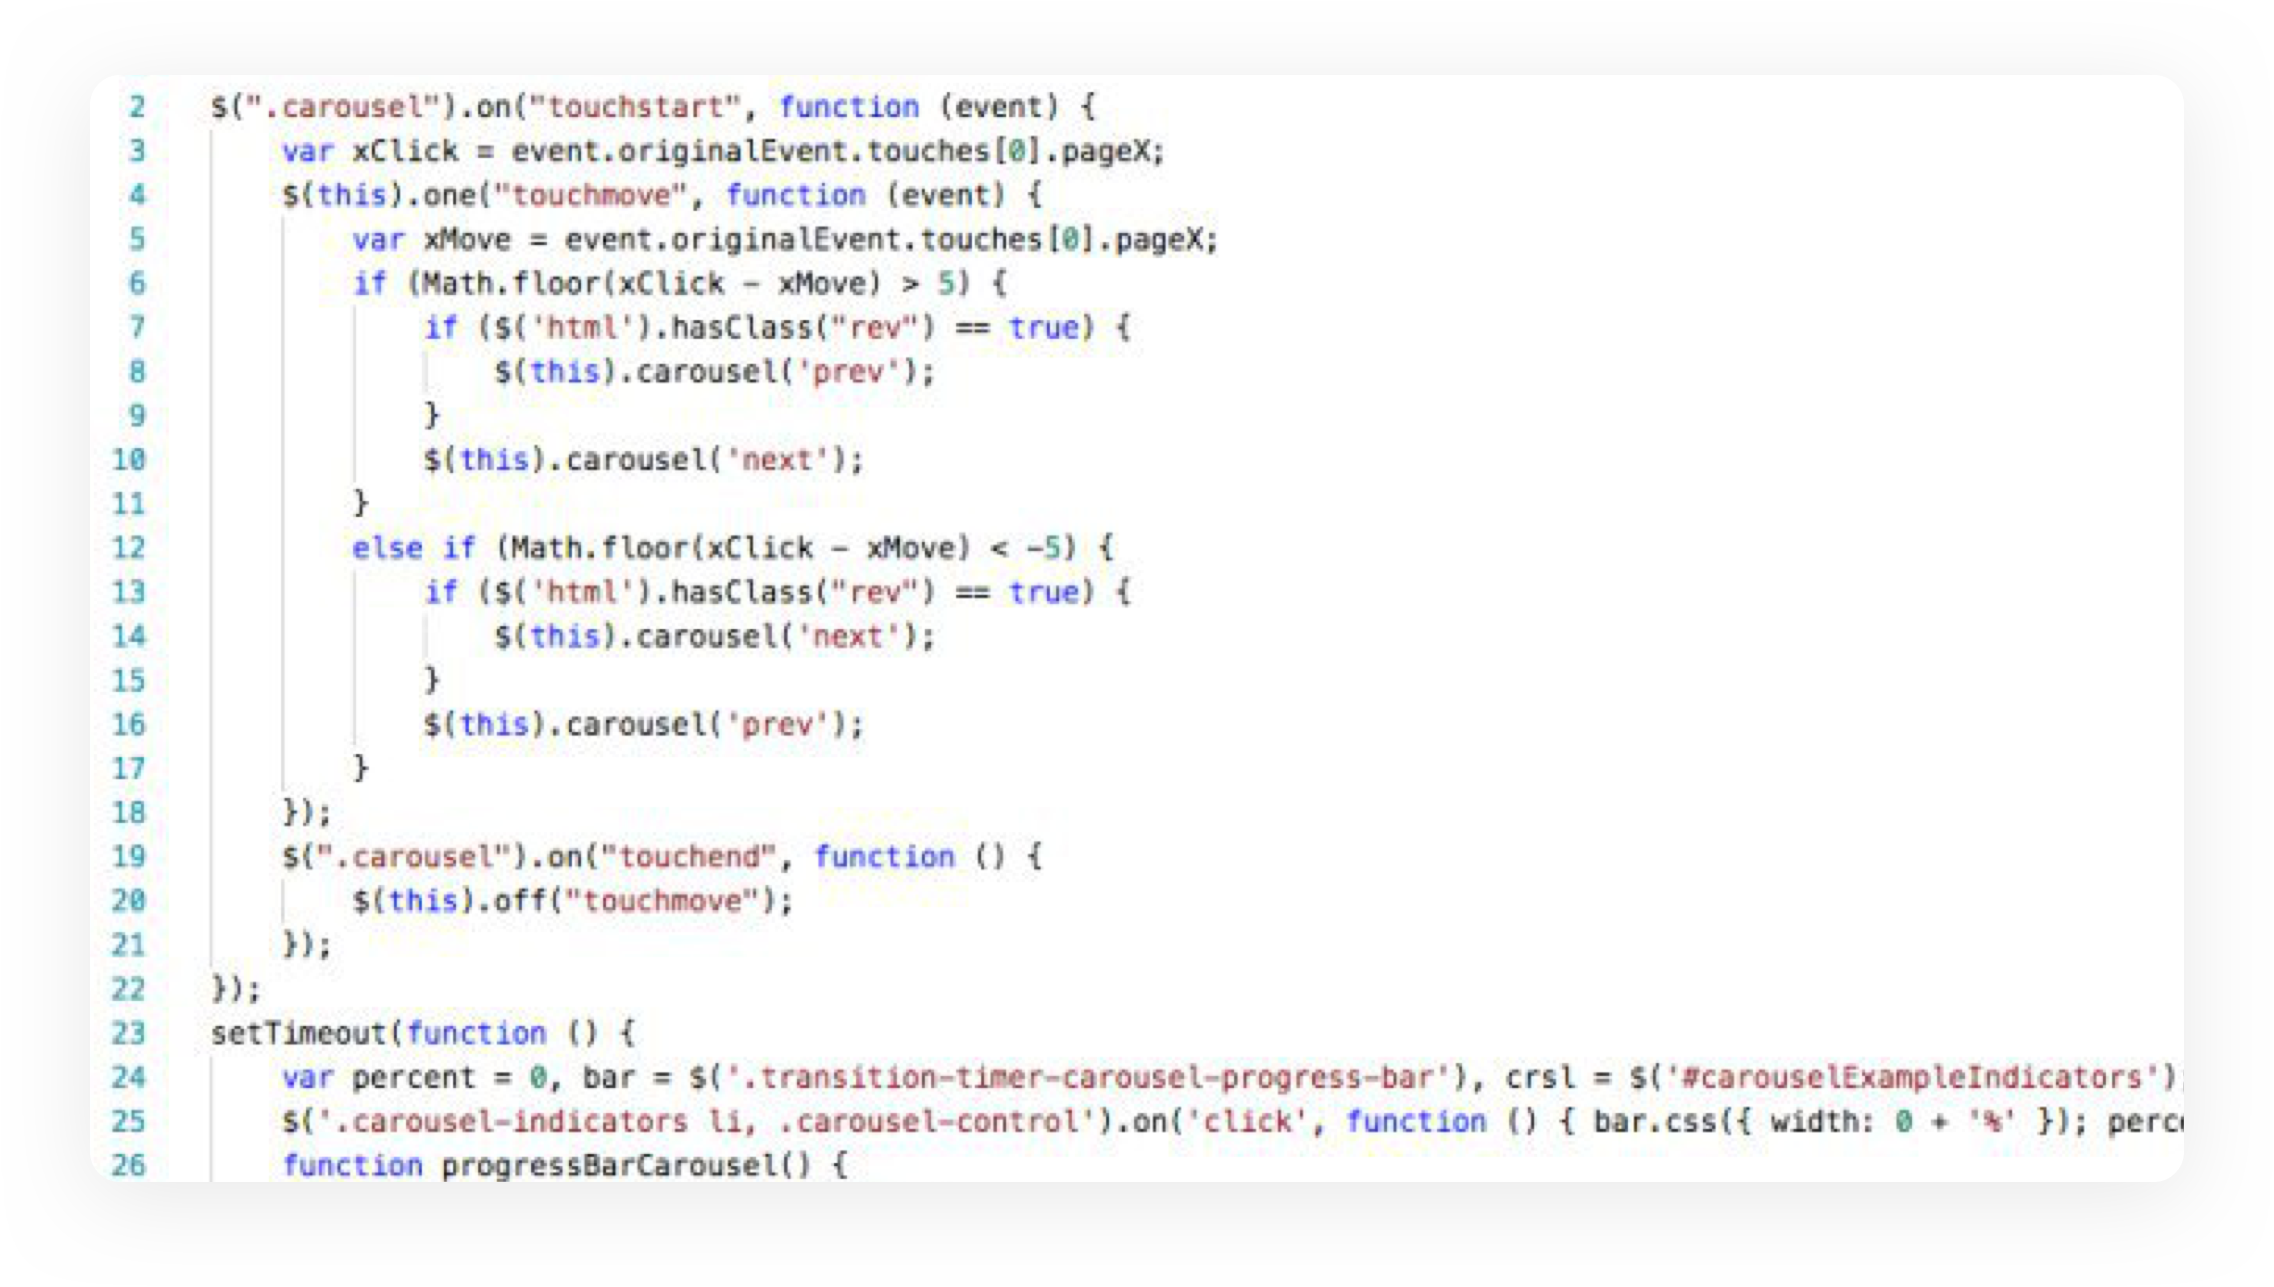 2 $(".carousel").on("touchstart", function (event) {
3 var xClick = event.originalEvent.touches[0].pageX;
4 $(this).one("touchmove", function (event) {
5 var xMove = event.originalEvent.touches[0].pageX;
6 if (Math.floor(xClick - xMove) > 5) {
7 if ($('html').hasClass("rev") == true) {
8 $(this).carousel('prev');
9 }
10 $(this).carousel('next');
11 }
12 else if (Math.floor(xClick - xMove) < -5) {
13 if ($('html').hasClass("rev") == true) {
14 $(this).carousel('next');
15 }
16 $(this).carousel('prev');
17 }
18 });
19 $(".carousel").on("touchend", function () {
20 $(this).off("touchmove");
21 });
22 });
23 setTimeout(function () {
24 var percent = 0, bar = $('.transition-timer-carousel-progress-bar'), crsl = $('#carouselExampleIndicators')
25 $('.carousel-indicators li, .carousel-control').on('click', function () { bar.css({ width: 0 + '%' }); perc
26 function progressBarCarousel() {